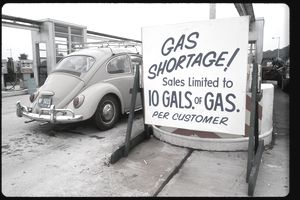 GAS
SHORTAGE!
Sales Limited to
10 GALS. OF GAS.
PER CUSTOMER